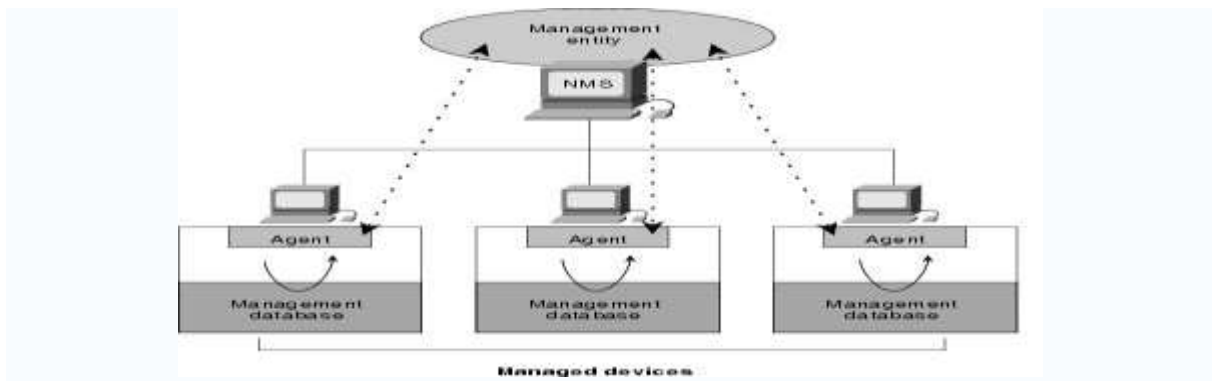 Management
entity
NMS
Agent
Agent
Agent
Management
database
Management
database
Management
database
Managed devices